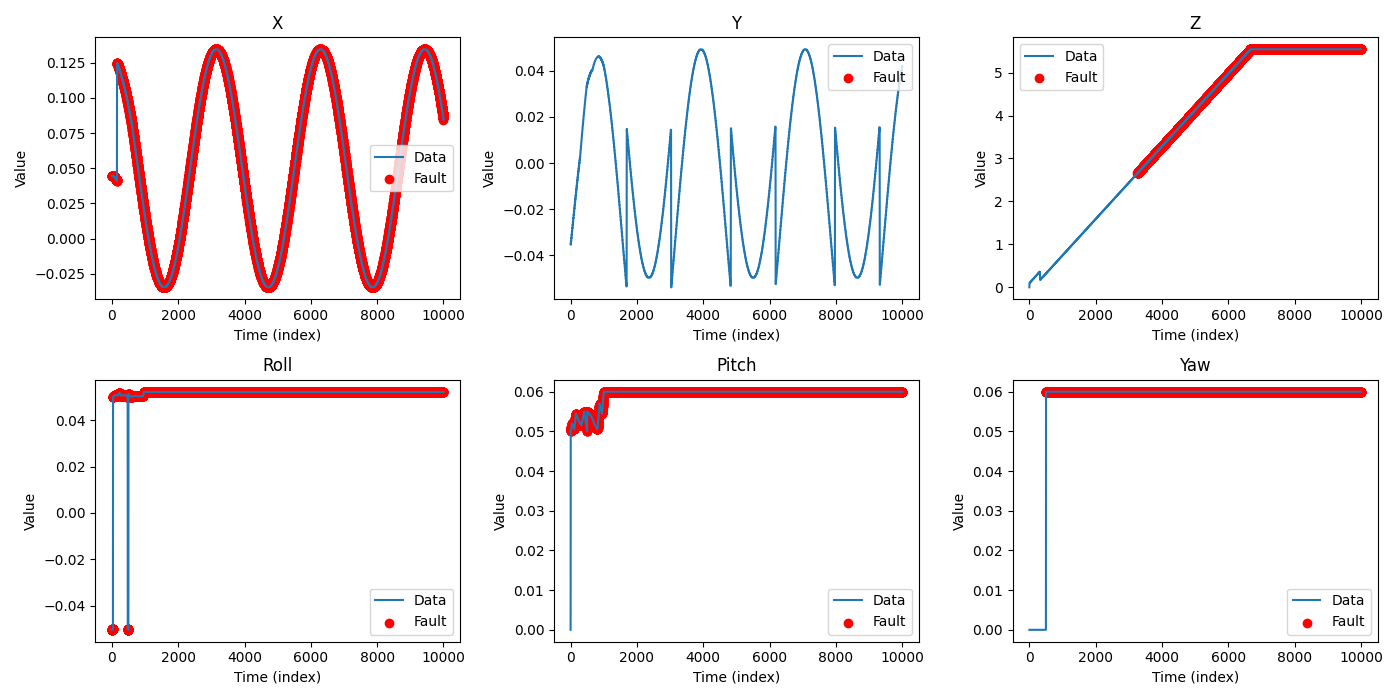 X
Value
0.125
0.100
0.075
0.050
0.025
0.000
−0.025
Data
Fault
0 2000 4000 6000 8000 10000
Time (index)
Y
Value
0.04
0.02
0.00
−0.02
−0.04
Data
Fault
0 2000 4000 6000 8000 10000
Time (index)
Z
Value
5
4
3
2
1
0
Data
Fault
0 2000 4000 6000 8000 10000
Time (index)
Roll
Value
0.04
0.02
0.00
−0.02
−0.04
Data
Fault
0 2000 4000 6000 8000 10000
Time (index)
Pitch
Value
0.06
0.05
0.04
0.03
0.02
0.01
0.00
Data
Fault
0 2000 4000 6000 8000 10000
Time (index)
Yaw
Value
0.06
0.05
0.04
0.03
0.02
0.01
0.00
Data
Fault
0 2000 4000 6000 8000 10000
Time (index)